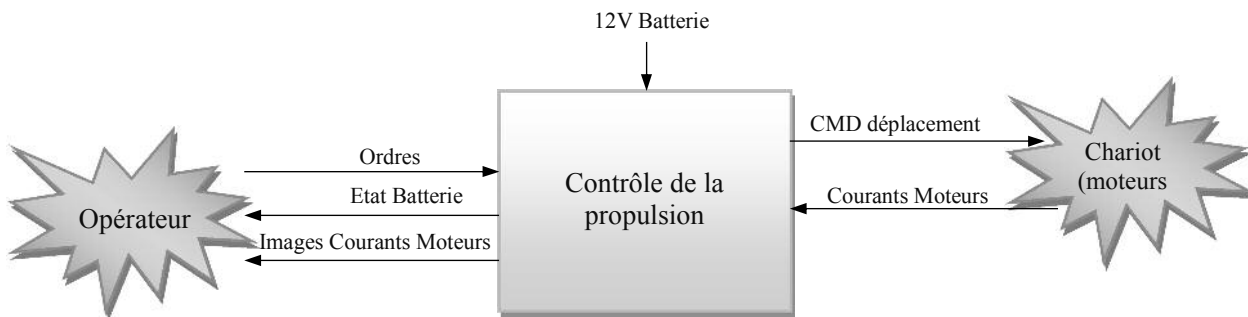 12V Batterie
CMD déplacement
Ordres
Etat Batterie
Images Courants Moteurs
Opérateur
Contrôle de la
propulsion
Courants Moteurs
Chariot
(moteurs